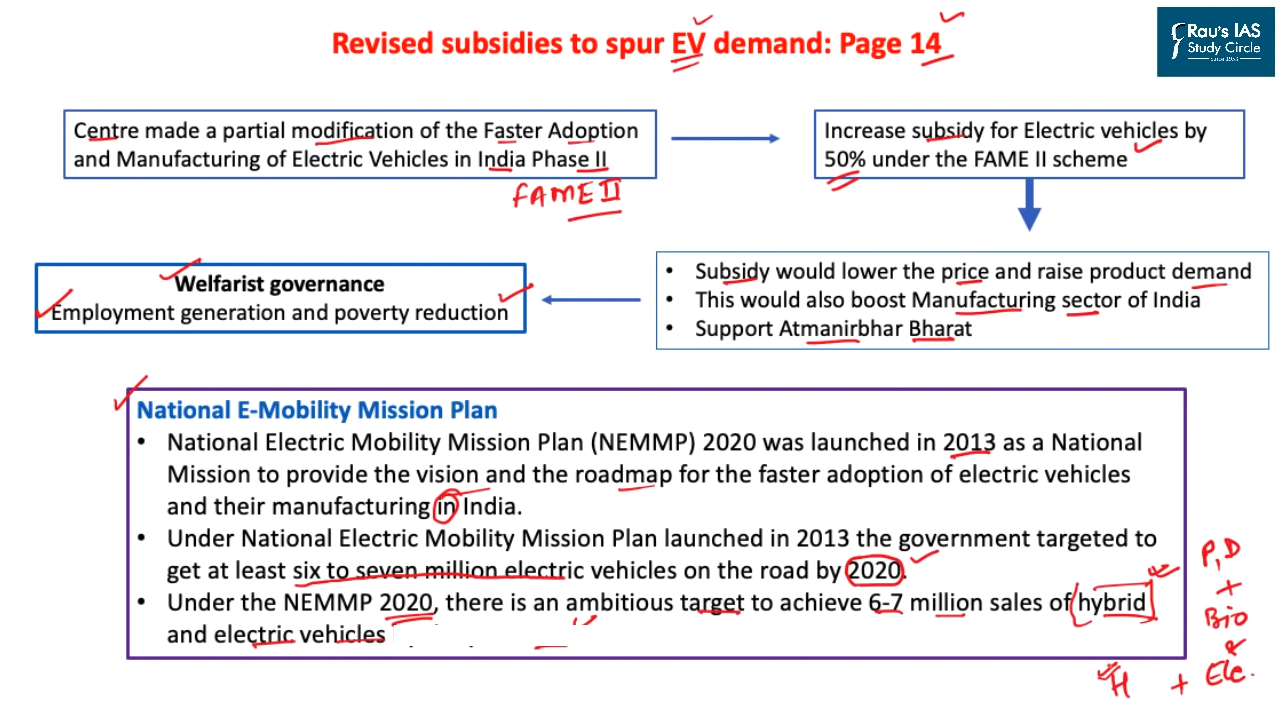 Revised subsidies to spur EV demand: Page 14
Rau's IAS
Study Circle
since 1953
Centre made a partial modification of the Faster Adoption
and Manufacturing of Electric Vehicles in India Phase II
FAME II
Increase subsidy for Electric vehicles by
50% under the FAME II scheme
• Subsidy would lower the price and raise product demand
• This would also boost Manufacturing sector of India
• Support Atmanirbhar Bharat
Welfarist governance
Employment generation and poverty reduction
National E-Mobility Mission Plan
• National Electric Mobility Mission Plan (NEMMP) 2020 was launched in 2013 as a National
Mission to provide the vision and the roadmap for the faster adoption of electric vehicles
and their manufacturing in India.
• Under National Electric Mobility Mission Plan launched in 2013 the government targeted to
get at least six to seven million electric vehicles on the road by 2020.
• Under the NEMMP 2020, there is an ambitious target to achieve 6-7 million sales of hybrid
and electric vehicles
P, D
+
Bio
&
H + Ele.